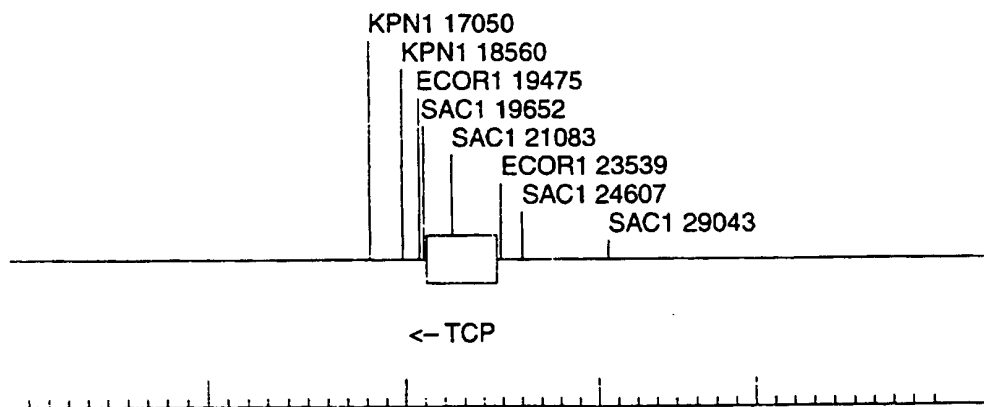 KPN1 17050
KPN1 18560
ECOR1 19475
SAC1 19652
SAC1 21083
ECOR1 23539
SAC1 24607
SAC1 29043
<– TCP